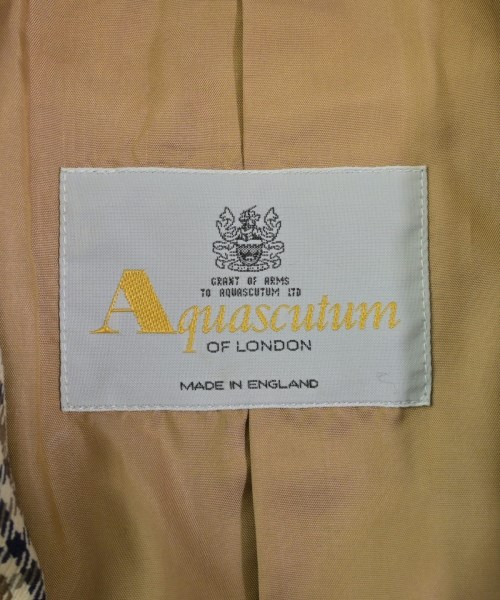 GRANT OF ARMS
TO AQUASCUTUM LTD
Aquascutum
OF LONDON
MADE IN ENGLAND